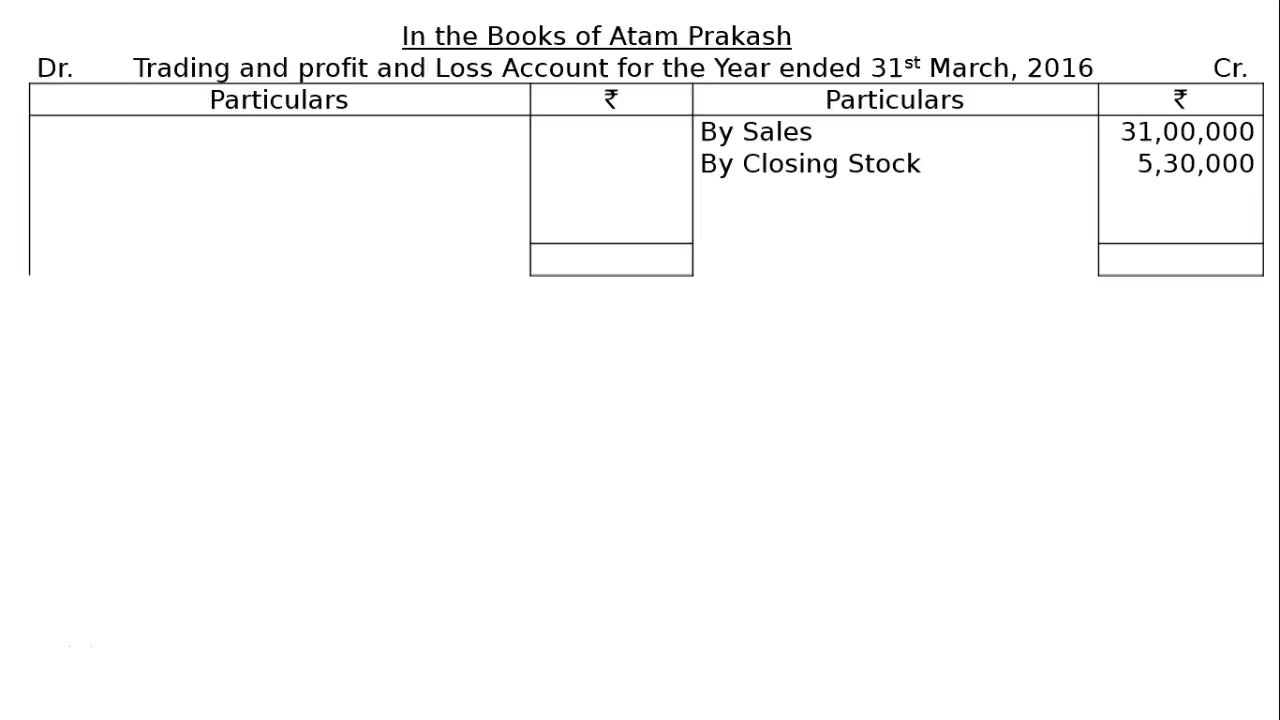 In the Books of Atam Prakash
Dr. Trading and profit and Loss Account for the Year ended 31st March, 2016 Cr.
Particulars ₹ Particulars ₹
By Sales 31,00,000
By Closing Stock 5,30,000